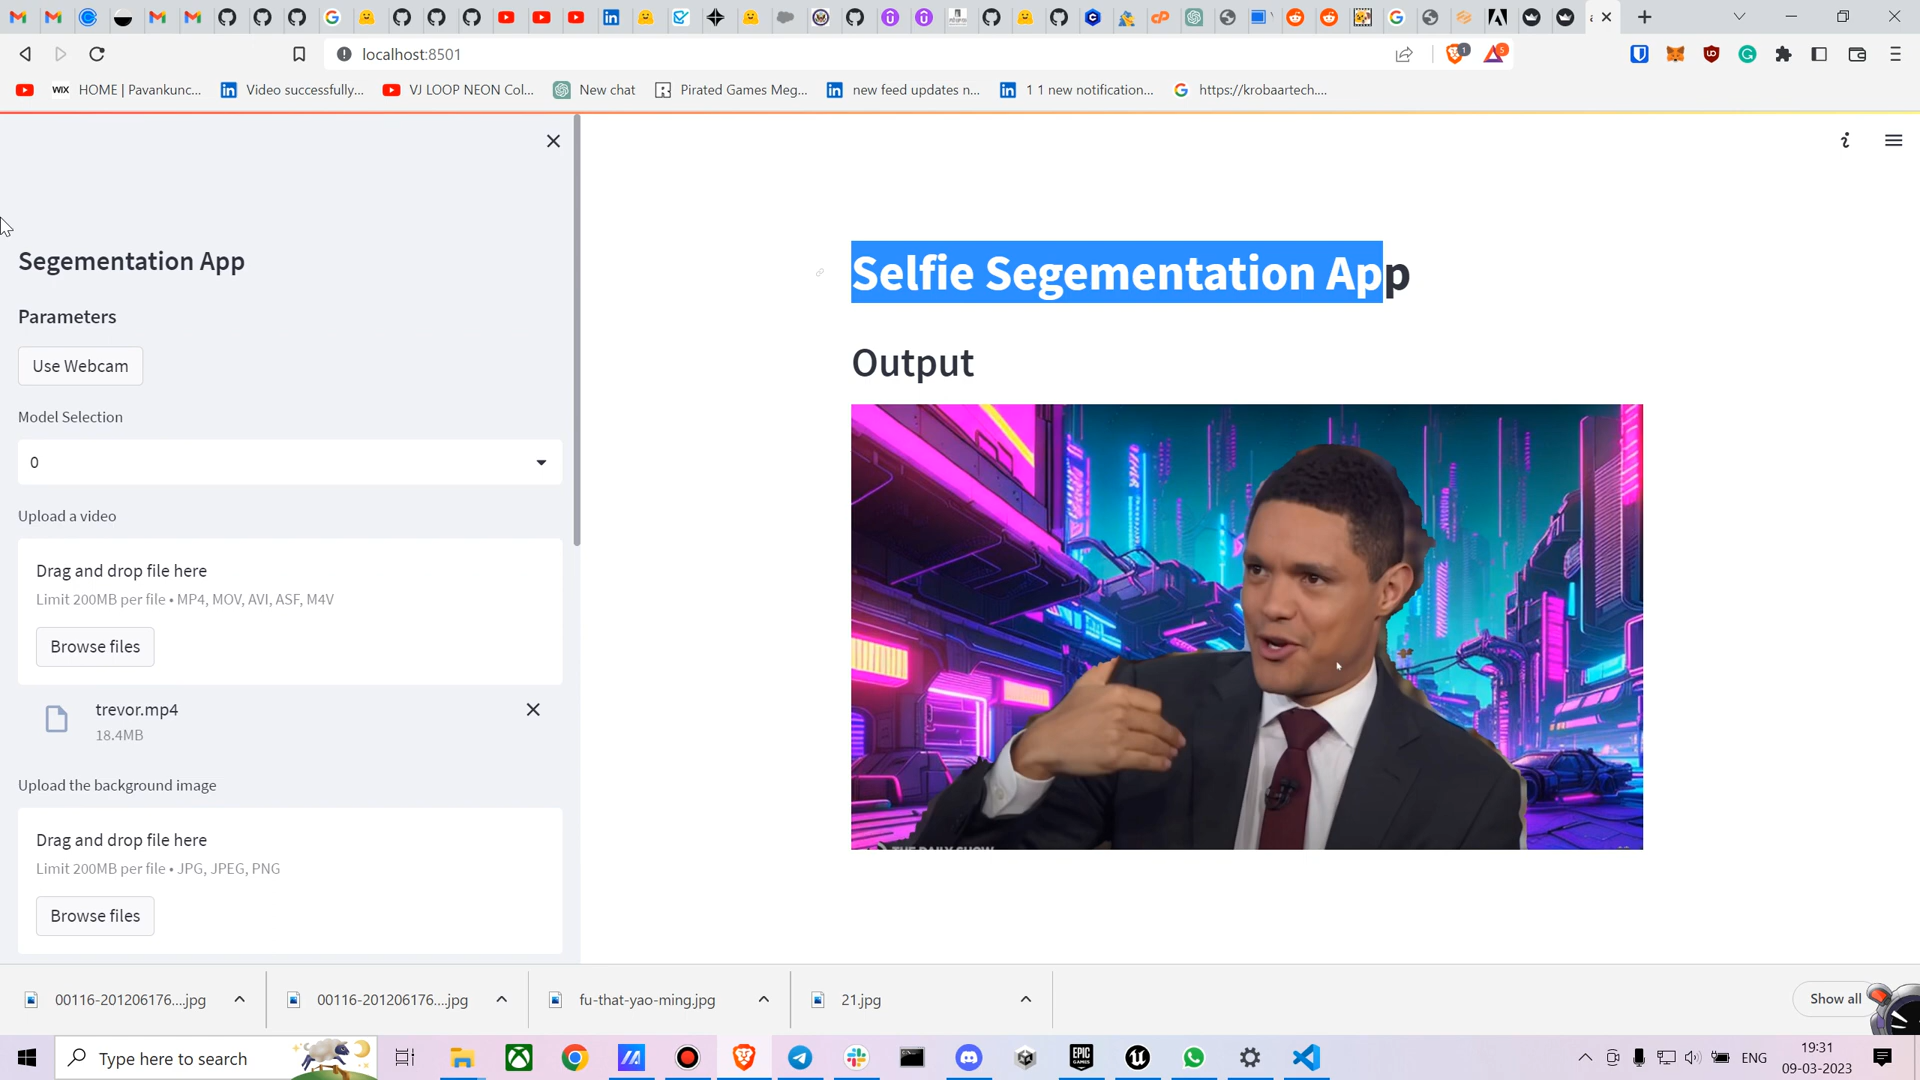 localhost:8501
HOME | Pavankunc...
Video successfully...
VJ LOOP NEON Col...
New chat
Pirated Games Meg...
new feed updates n...
1 1 new notification...
https://krobaartech....
Segementation App
Parameters
Use Webcam
Model Selection
0
Upload a video
Drag and drop file here
Limit 200MB per file • MP4, MOV, AVI, ASF, M4V
Browse files
trevor.mp4
18.4MB
Upload the background image
Drag and drop file here
Limit 200MB per file • JPG, JPEG, PNG
Browse files
Selfie Segementation App
Output
THE DAILY SHOW
00116-201206176....jpg
00116-201206176....jpg
fu-that-yao-ming.jpg
21.jpg
Show all
Type here to search
ENG
19:31
09-03-2023